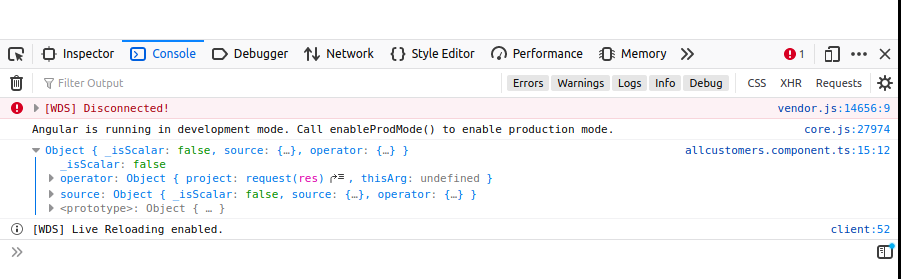 Inspector Console Debugger Network Style Editor Performance Memory 1
Filter Output Errors Warnings Logs Info Debug CSS XHR Requests
[WDS] Disconnected! vendor.js:14656:9
Angular is running in development mode. Call enableProdMode() to enable production mode. core.js:27974
Object { _isScalar: false, source: {…}, operator: {…} } allcustomers.component.ts:15:12
_isScalar: false
operator: Object { project: request(res) , thisArg: undefined }
source: Object { _isScalar: false, source: {…}, operator: {…} }
<prototype>: Object { … }
[WDS] Live Reloading enabled. client:52